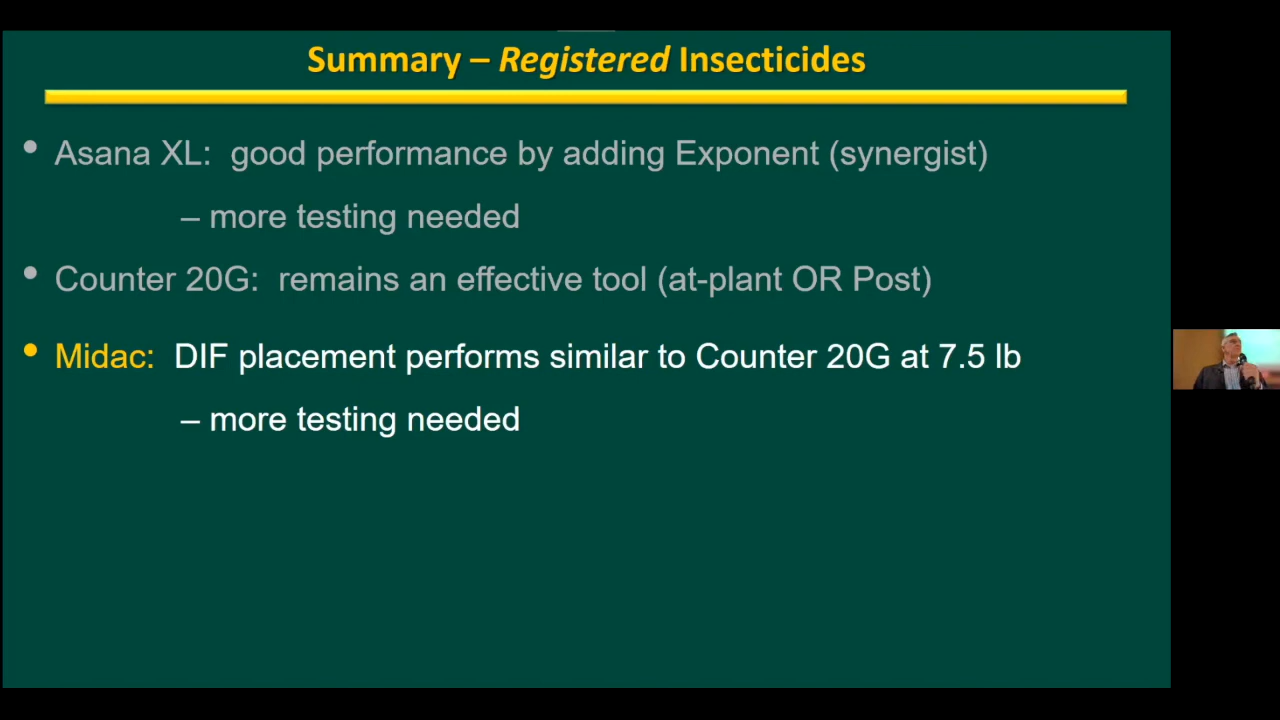 Summary – Registered Insecticides
• Asana XL: good performance by adding Exponent (synergist)
– more testing needed
• Counter 20G: remains an effective tool (at-plant OR Post)
• Midac: DIF placement performs similar to Counter 20G at 7.5 lb
– more testing needed